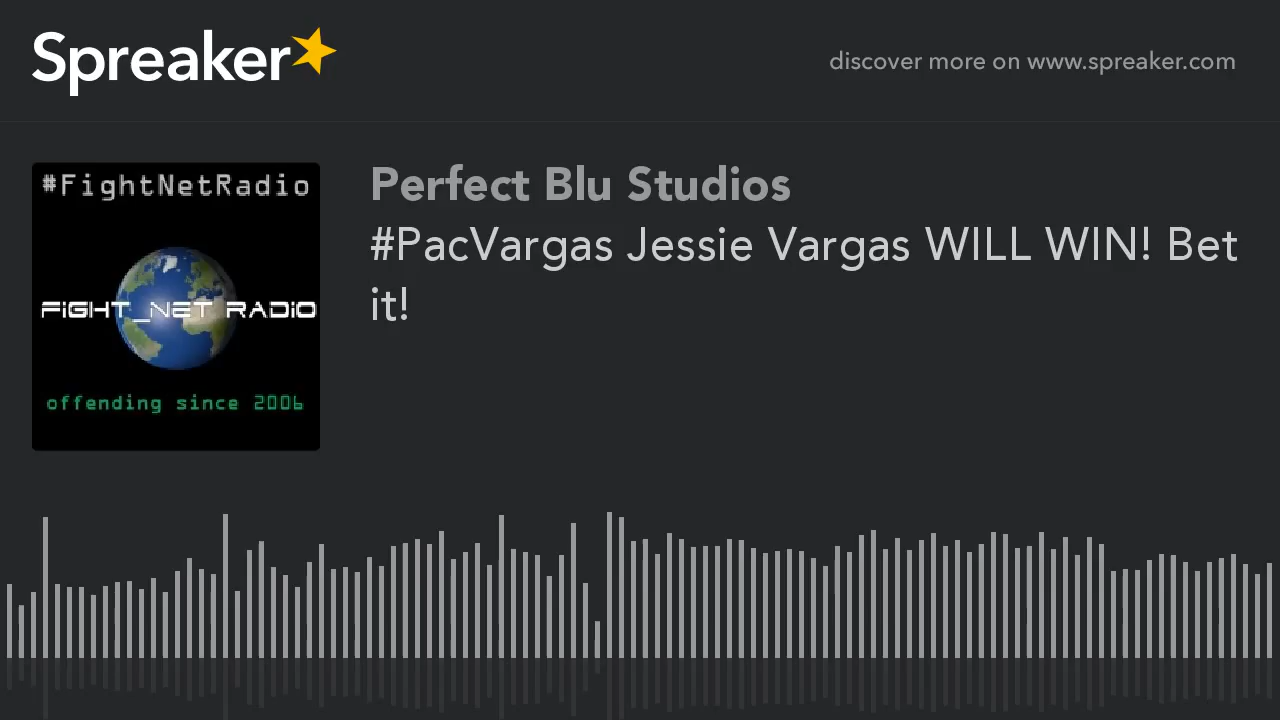 Spreaker
discover more on www.spreaker.com
#FightNetRadio
FiGHT_NET RADiO
offending since 2006
Perfect Blu Studios
#PacVargas Jessie Vargas WILL WIN! Bet
it!